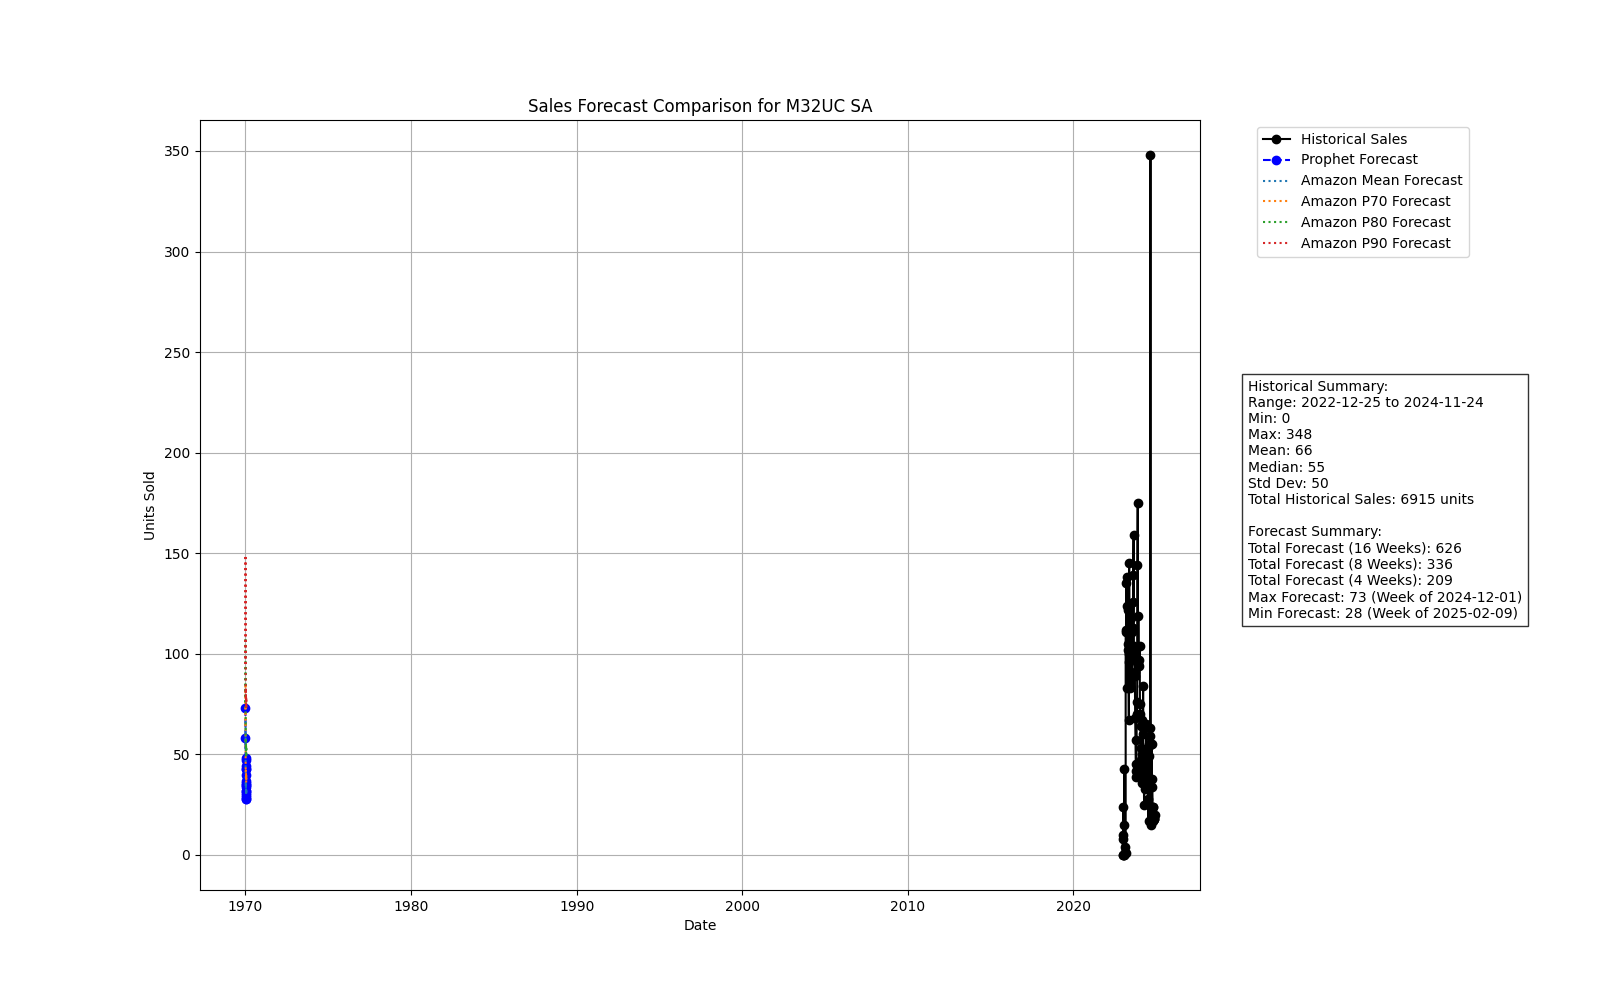 Sales Forecast Comparison for M32UC SA
Units Sold
350
300
250
200
150
100
50
0
1970
1980
1990
2000
2010
2020
Date
Historical Sales
Prophet Forecast
Amazon Mean Forecast
Amazon P70 Forecast
Amazon P80 Forecast
Amazon P90 Forecast
Historical Summary:
Range: 2022-12-25 to 2024-11-24
Min: 0
Max: 348
Mean: 66
Median: 55
Std Dev: 50
Total Historical Sales: 6915 units
Forecast Summary:
Total Forecast (16 Weeks): 626
Total Forecast (8 Weeks): 336
Total Forecast (4 Weeks): 209
Max Forecast: 73 (Week of 2024-12-01)
Min Forecast: 28 (Week of 2025-02-09)